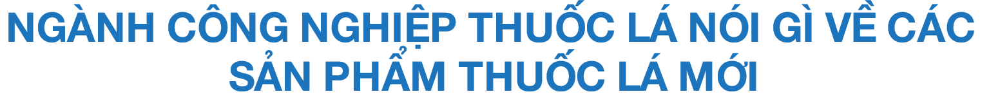 NGÀNH CÔNG NGHIỆP THUỐC LÁ NÓI GÌ VỀ CÁC
SẢN PHẨM THUỐC LÁ MỚI